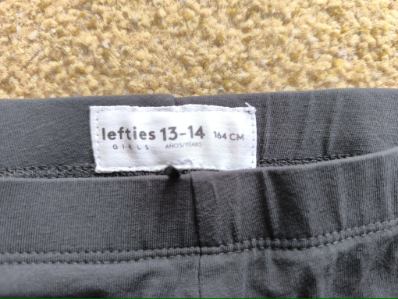 lefties 13-14 164 CM
GIRLS AÑOS/YEARS